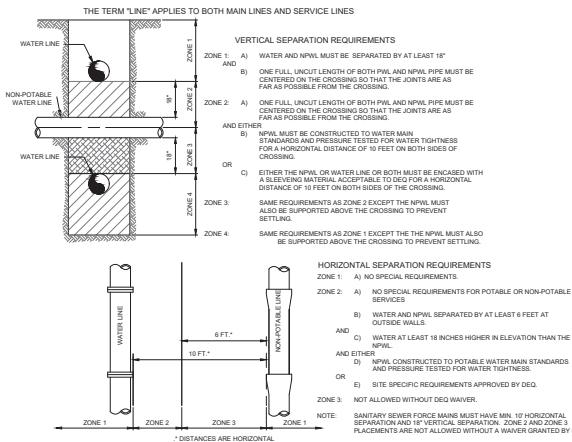 THE TERM "LINE" APPLIES TO BOTH MAIN LINES AND SERVICE LINES
WATER LINE
NON-POTABLE
WATER LINE
WATER LINE
18"
18"
ZONE 1
ZONE 2
ZONE 3
ZONE 4
VERTICAL SEPARATION REQUIREMENTS
ZONE 1: A) WATER AND NPWL MUST BE SEPARATED BY AT LEAST 18"
AND
B) ONE FULL, UNCUT LENGTH OF BOTH PWL AND NPWL PIPE MUST BE
CENTERED ON THE CROSSING SO THAT THE JOINTS ARE AS
FAR AS POSSIBLE FROM THE CROSSING.
ZONE 2: A) ONE FULL, UNCUT LENGTH OF BOTH PWL AND NPWL PIPE MUST BE
CENTERED ON THE CROSSING SO THAT THE JOINTS ARE AS
FAR AS POSSIBLE FROM THE CROSSING.
AND EITHER
B) NPWL MUST BE CONSTRUCTED TO WATER MAIN
STANDARDS AND PRESSURE TESTED FOR WATER TIGHTNESS
FOR A HORIZONTAL DISTANCE OF 10 FEET ON BOTH SIDES OF
CROSSING.
OR
C) EITHER THE NPWL OR WATER LINE OR BOTH MUST BE ENCASED WITH
A SLEEVEING MATERIAL ACCEPTABLE TO DEQ FOR A HORIZONTAL
DISTANCE OF 10 FEET ON BOTH SIDES OF THE CROSSING.
ZONE 3: SAME REQUIREMENTS AS ZONE 2 EXCEPT THE NPWL MUST
ALSO BE SUPPORTED ABOVE THE CROSSING TO PREVENT
SETTLING.
ZONE 4: SAME REQUIREMENTS AS ZONE 1 EXCEPT THE THE NPWL MUST ALSO
BE SUPPORTED ABOVE THE CROSSING TO PREVENT SETTLING.
WATER LINE
NON-POTABLE LINE
6 FT.*
10 FT.*
ZONE 1
ZONE 2
ZONE 3
ZONE 1
.* DISTANCES ARE HORIZONTAL
HORIZONTAL SEPARATION REQUIREMENTS
ZONE 1: A) NO SPECIAL REQUIREMENTS.
ZONE 2: A) NO SPECIAL REQUIREMENTS FOR POTABLE OR NON-POTABLE
SERVICES
B) WATER AND NPWL SEPARATED BY AT LEAST 6 FEET AT
OUTSIDE WALLS.
AND
C) WATER AT LEAST 18 INCHES HIGHER IN ELEVATION THAN THE
NPWL.
AND EITHER
D) NPWL CONSTRUCTED TO POTABLE WATER MAIN STANDARDS
AND PRESSURE TESTED FOR WATER TIGHTNESS.
OR
E) SITE SPECIFIC REQUIREMENTS APPROVED BY DEQ.
ZONE 3: NOT ALLOWED WITHOUT DEQ WAIVER.
NOTE: SANITARY SEWER FORCE MAINS MUST HAVE MIN. 10' HORIZONTAL
SEPARATION AND 18" VERTICAL SEPARATION. ZONE 2 AND ZONE 3
PLACEMENTS ARE NOT ALLOWED WITHOUT A WAIVER GRANTED BY